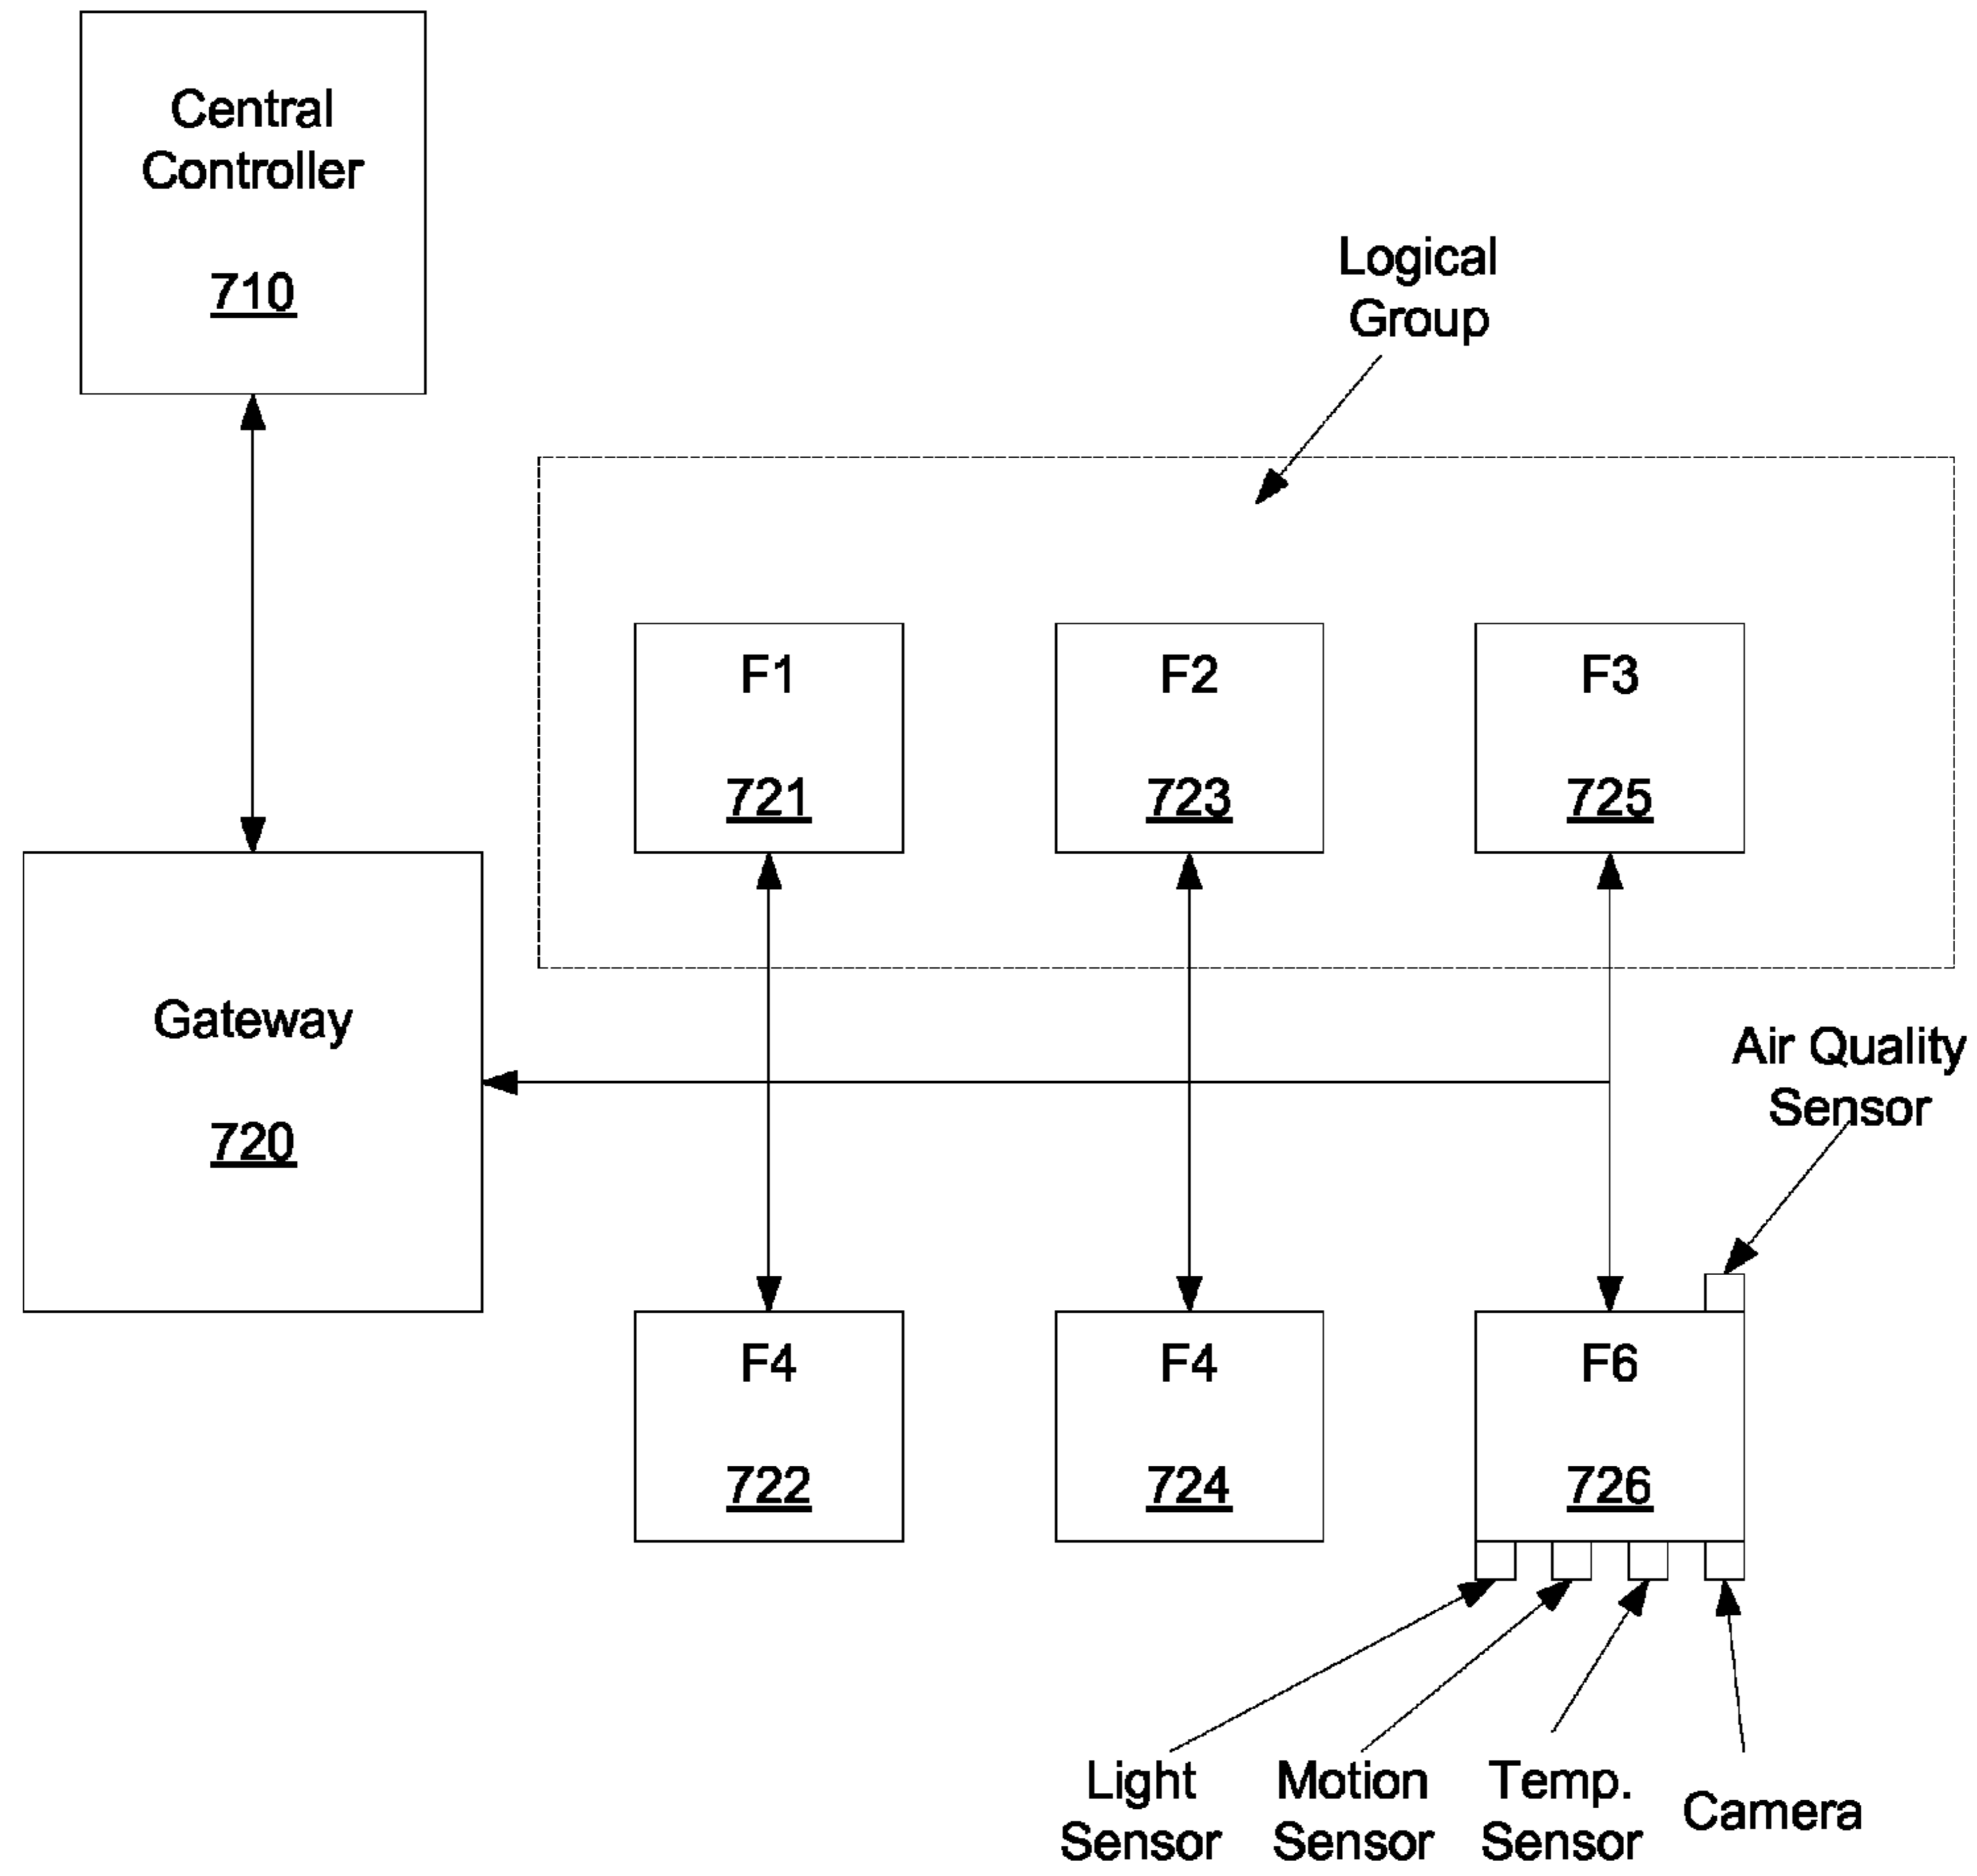 Central
Controller
710
Logical
Group
F1
721
F2
723
F3
725
Gateway
720
Air Quality
Sensor
F4
722
F4
724
F6
726
Light
Sensor
Motion
Sensor
Temp.
Sensor
Camera